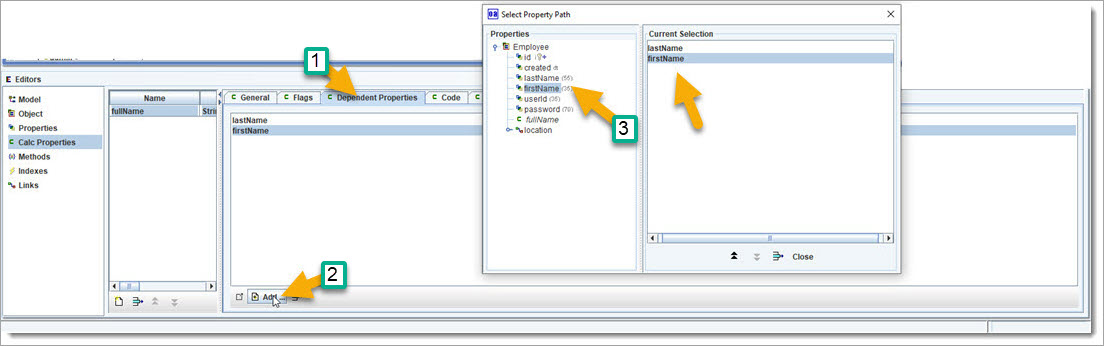 Select Property Path
Properties
Employee
id
created
lastName (55)
firstName (35)
userId (35)
password (70)
fullName
location
Current Selection
lastName
firstName
Close
1
Editors
Model
Object
Properties
Calc Properties
Methods
Indexes
Links
Name
fullName
Strin
General
Flags
Dependent Properties
Code
lastName
firstName
3
2
Add ...